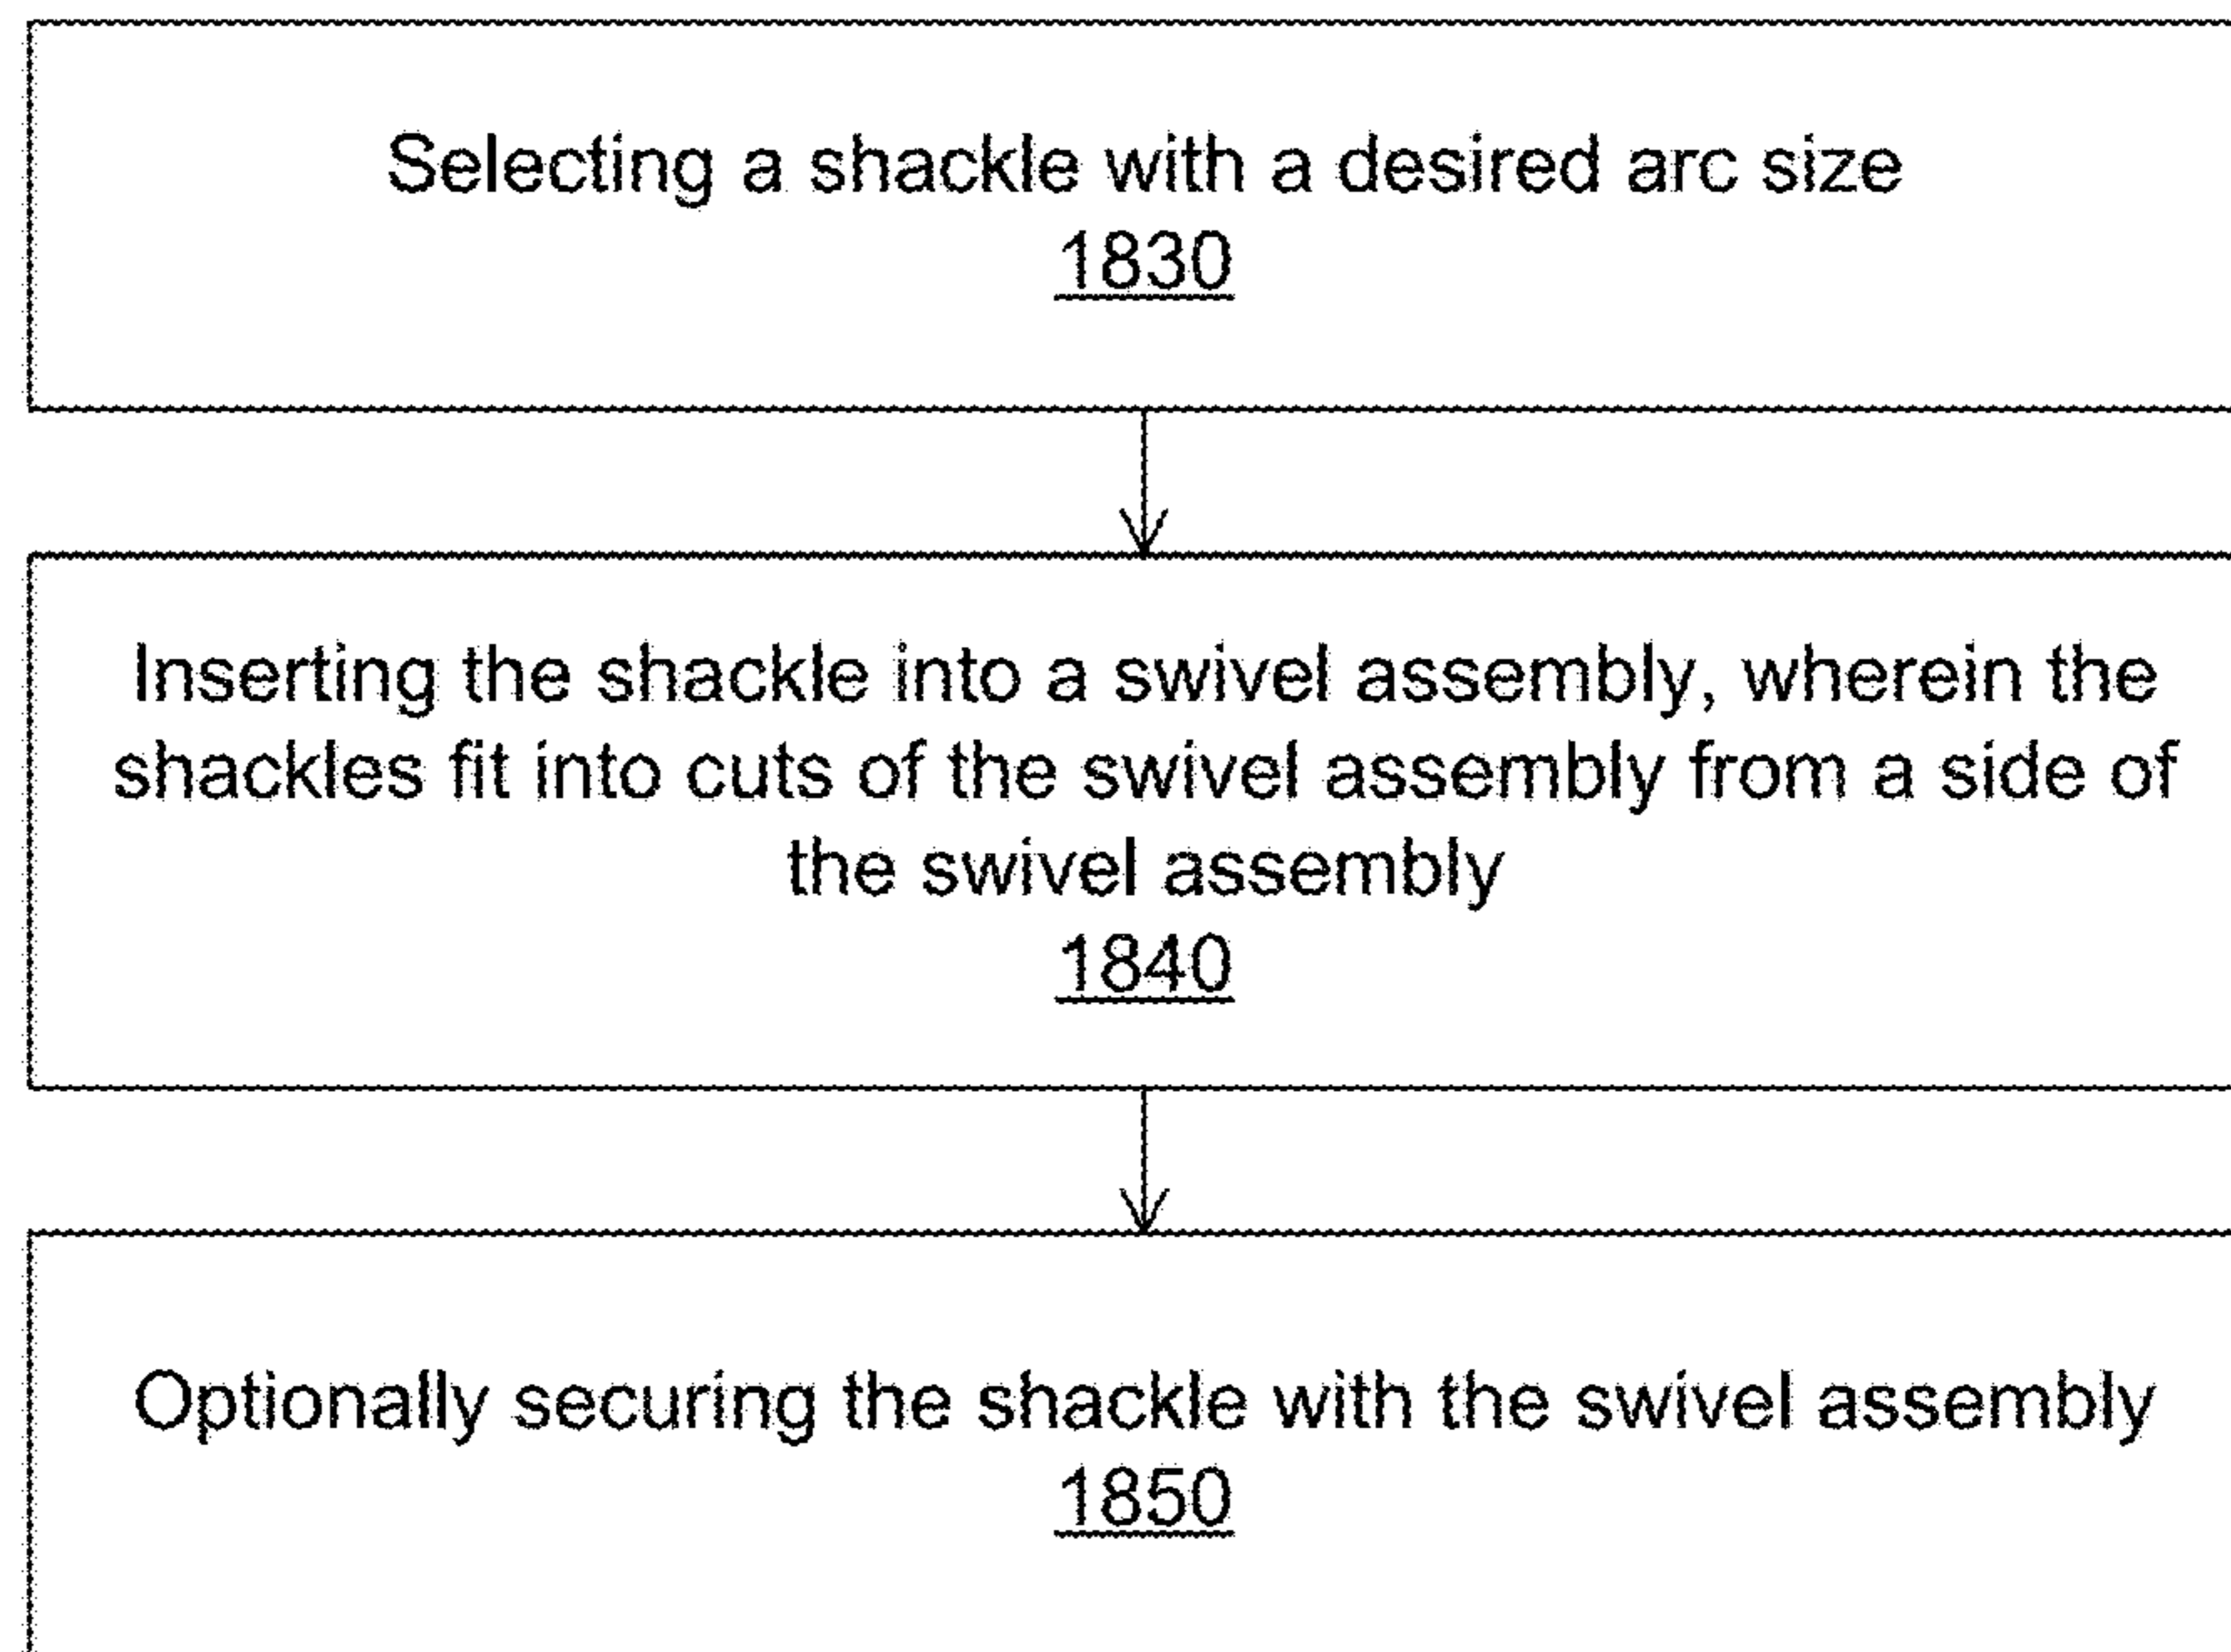 Selecting a shackle with a desired arc size
1830
Inserting the shackle into a swivel assembly, wherein the
shackles fit into cuts of the swivel assembly from a side of
the swivel assembly
1840
Optionally securing the shackle with the swivel assembly
1850